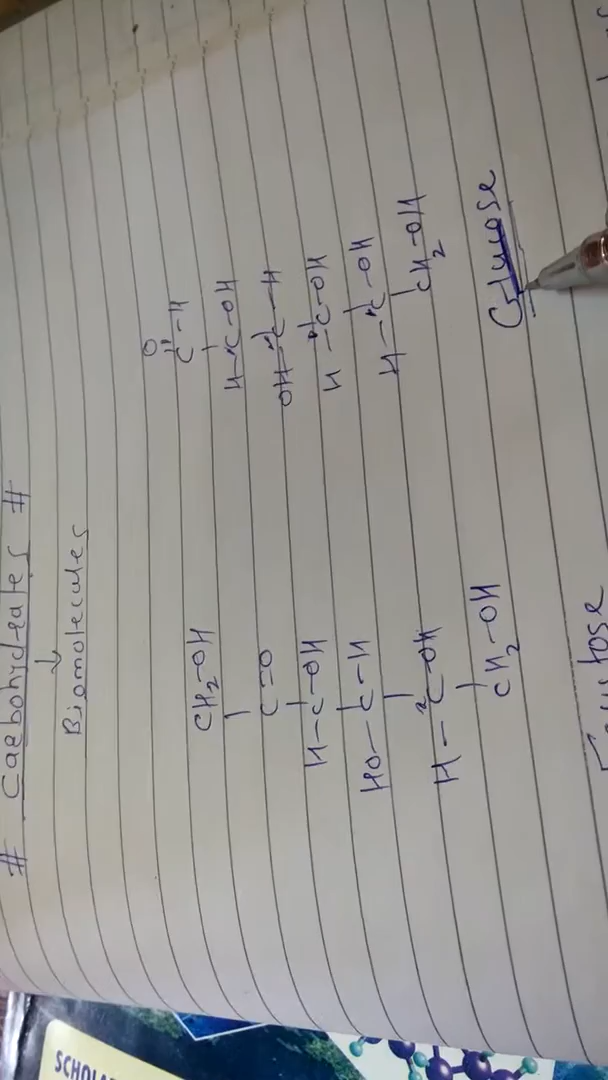 # Carbohydrates #
↓
Biomolecules
CH2-OH
C=O
H-C-OH
HO-C-H
H-C-OH
CH2-OH
O
C-H
H-C-OH
OH-C-H
H-C-OH
H-C-OH
CH2-OH
Glucose
SCHOLA